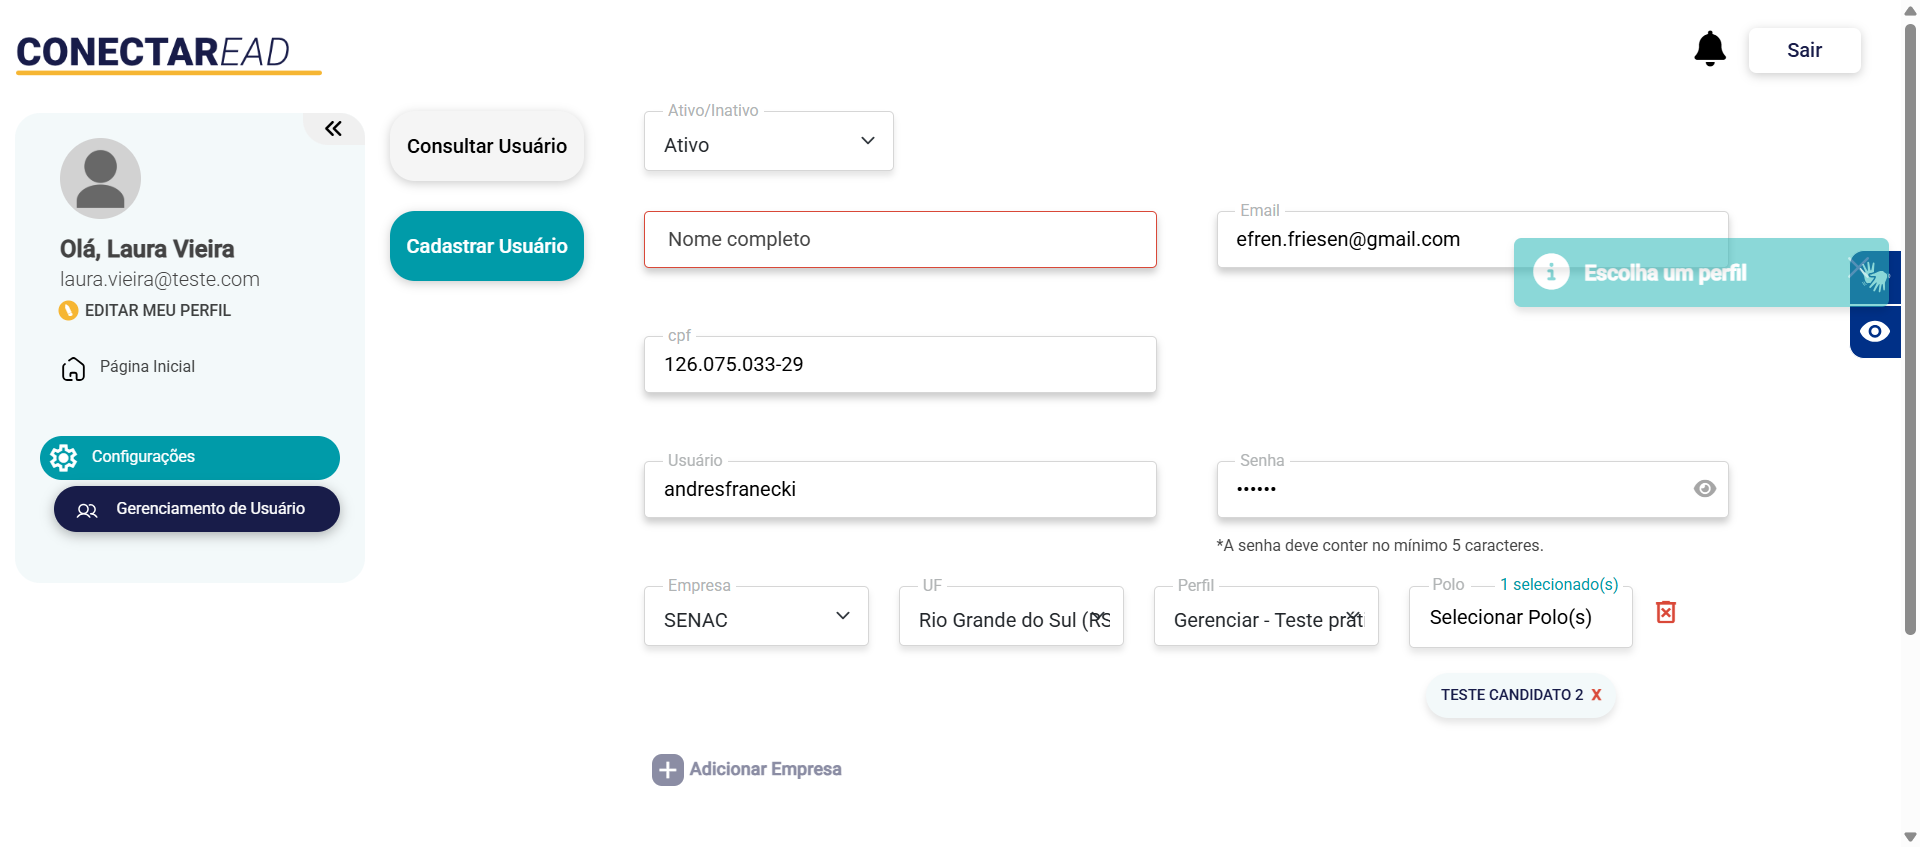 CONECTAREAD
Sair
Olá, Laura Vieira
laura.vieira@teste.com
EDITAR MEU PERFIL
Página Inicial
Configurações
Gerenciamento de Usuário
Consultar Usuário
Cadastrar Usuário
Ativo/Inativo
Ativo
Nome completo
Email
efren.friesen@gmail.com
Escolha um perfil
cpf
126.075.033-29
Usuário
andresfranecki
Senha
••••••
*A senha deve conter no mínimo 5 caracteres.
Empresa
SENAC
UF
Rio Grande do Sul (RS
Perfil
Gerenciar - Teste prát
Polo
1 selecionado(s)
Selecionar Polo(s)
TESTE CANDIDATO 2 X
Adicionar Empresa